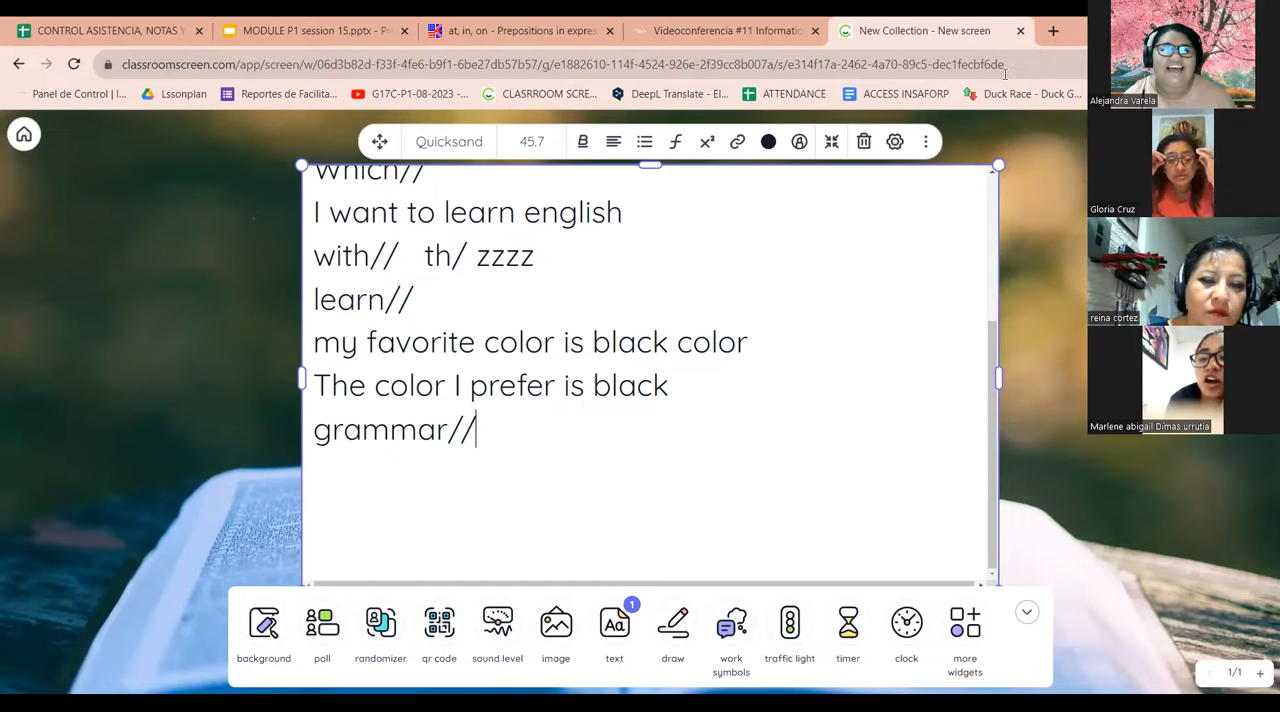 CONTROL ASISTENCIA, NOTAS Y
MODULE P1 session 15.pptx - Pre
at, in, on - Prepositions in expres
Videoconferencia #11 Informatio
New Collection - New screen
classroomscreen.com/app/screen/w/06d3b82d-f33f-4fe6-b9f1-6be27db57b57/g/e1882610-114f-4524-926e-2f39cc8b007a/s/e314f17a-2462-4a70-89c5-dec1fecbf6de
Panel de Control | I...
Lssonplan
Reportes de Facilita...
G17C-P1-08-2023 -...
CLASSROOM SCRE...
DeepL Translate - El...
ATTENDANCE
ACCESS INSAFORP
Duck Race - Duck G...
Quicksand
45.7
Which//
I want to learn english
with// th/ zzzz
learn//
my favorite color is black color
The color I prefer is black
grammar//
background
poll
randomizer
qr code
sound level
image
1
text
draw
work symbols
traffic light
timer
clock
more widgets
1/1
Alejandra Varela
Gloria Cruz
reina cortez
Marlene abigail Dimas urrutia